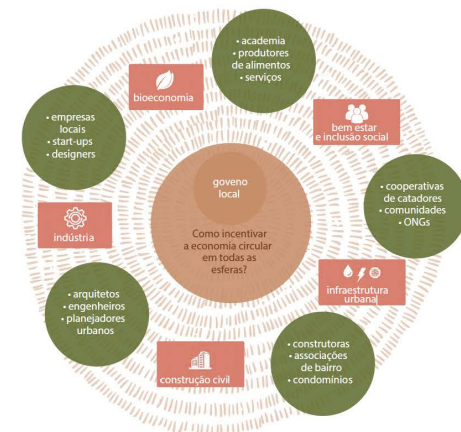 • academia
• produtores
de alimentos
• serviços
bioeconomia
bem estar
e inclusão social
• empresas
locais
• start-ups
• designers
goveno
local
Como incentivar
a economia circular
em todas as
esferas?
• cooperativas
de catadores
• comunidades
• ONGs
indústria
infraestrutura
urbana
• arquitetos
• engenheiros
• planejadores
urbanos
• construtoras
• associações
de bairro
• condomínios
construção civil